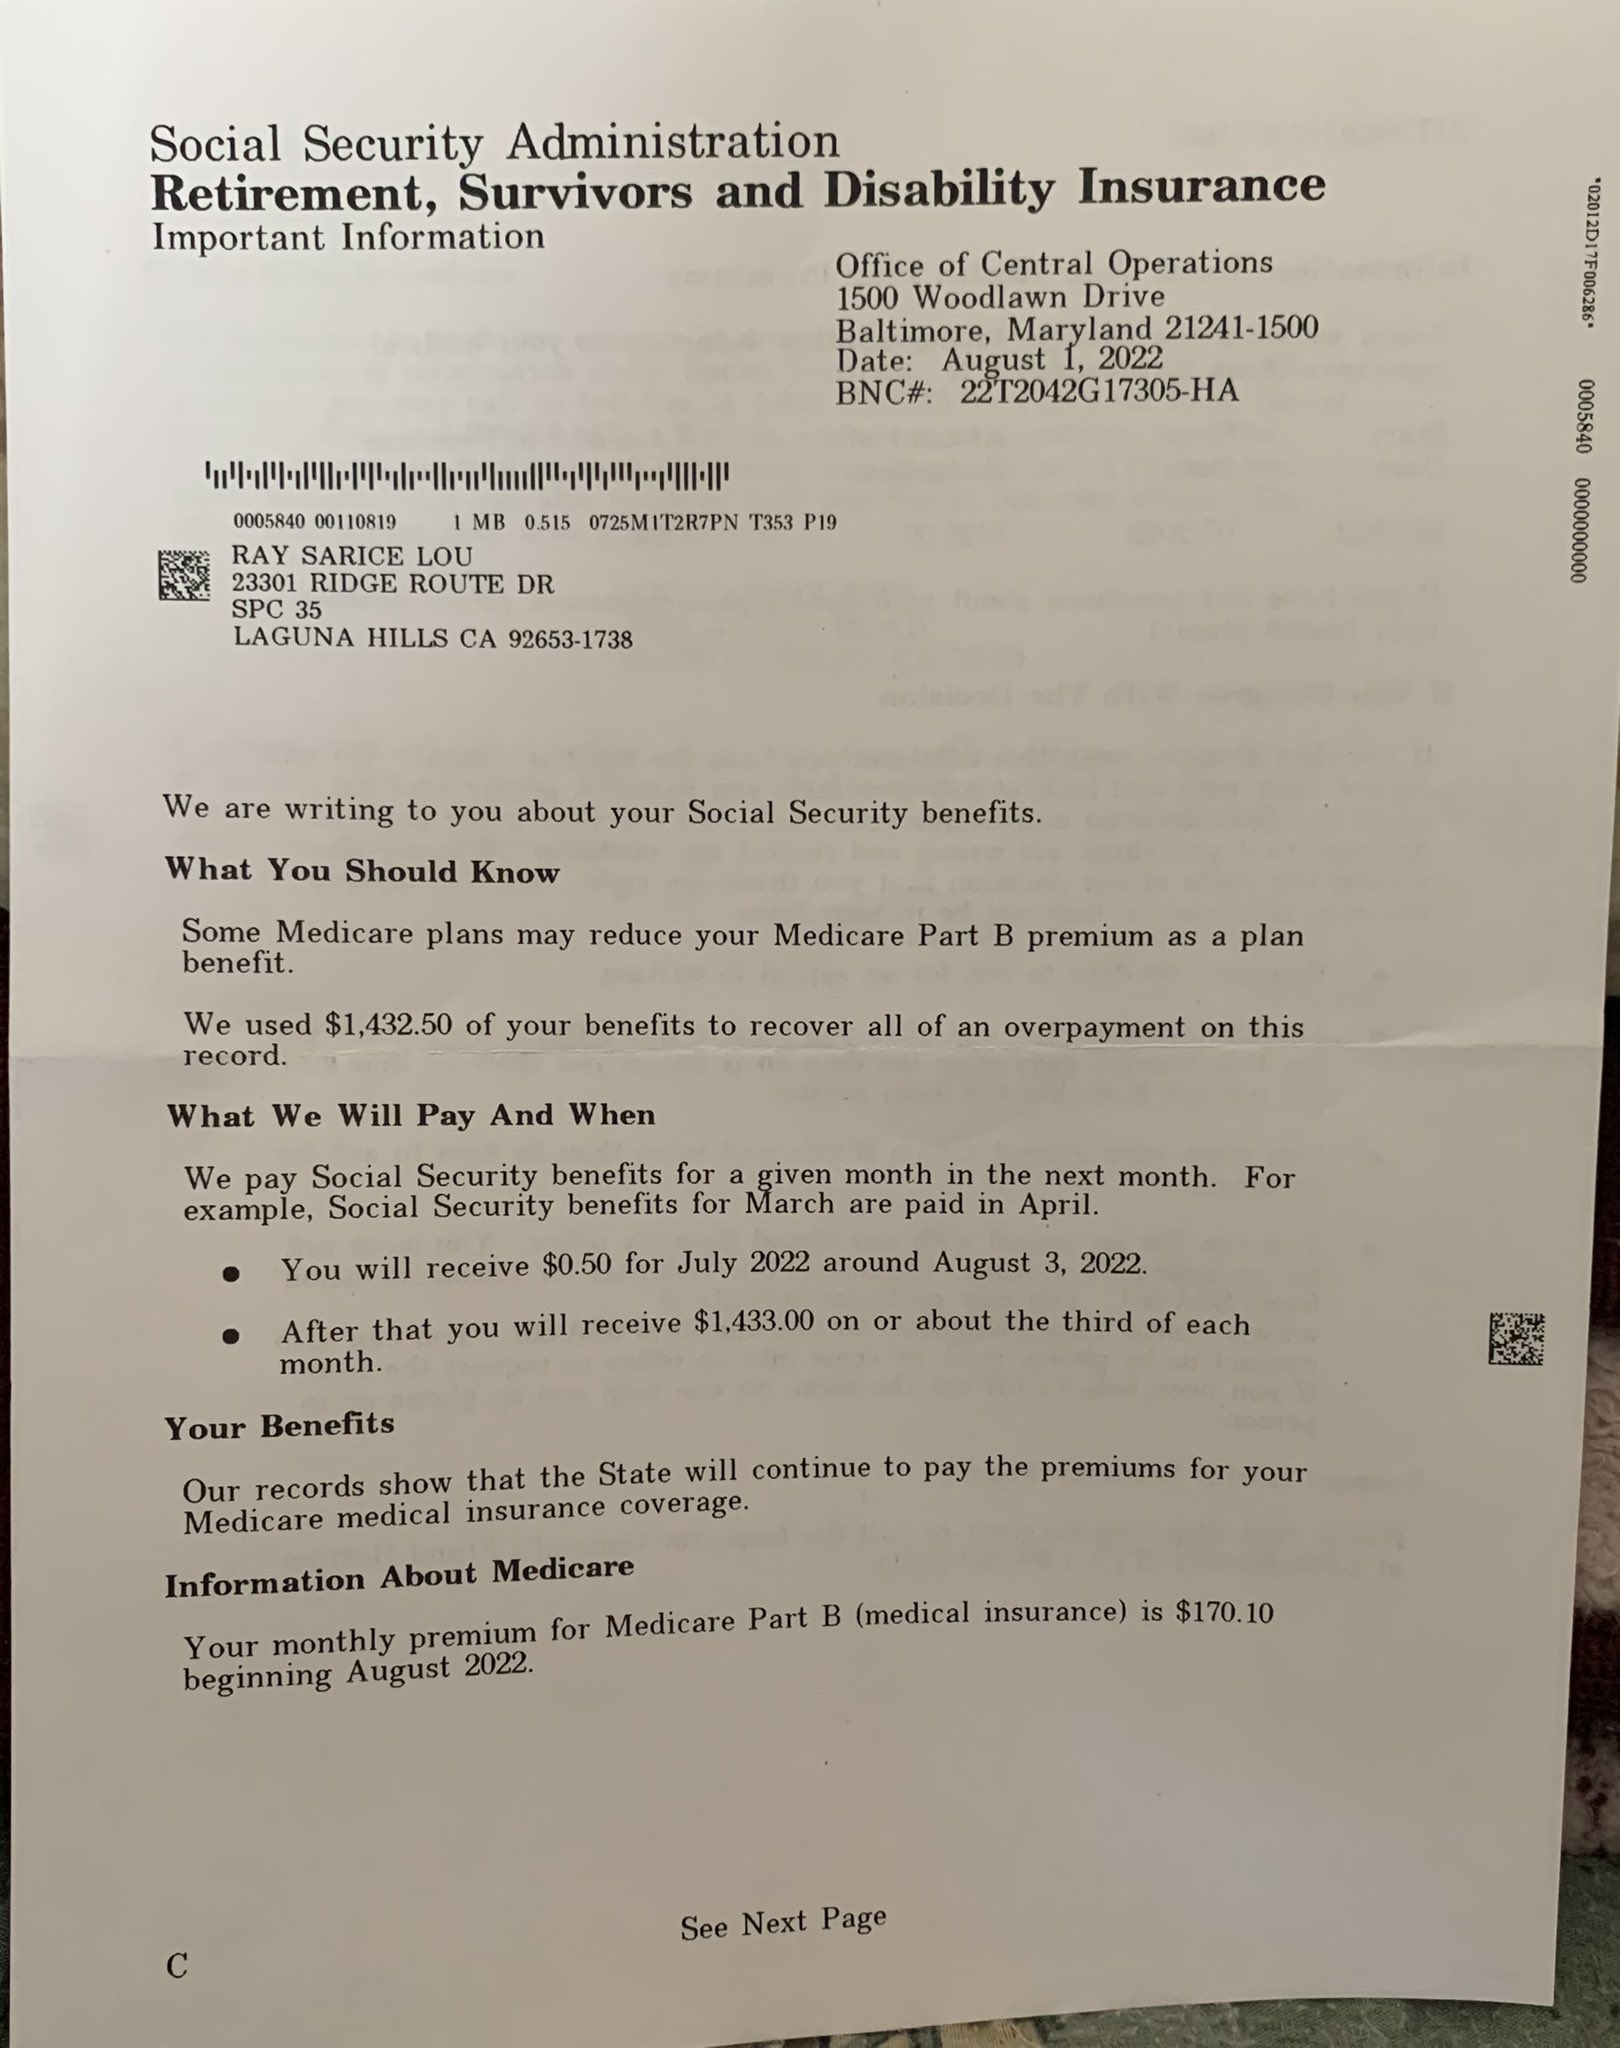 Social Security Administration
Retirement, Survivors and Disability Insurance
Important Information
Office of Central Operations
1500 Woodlawn Drive
Baltimore, Maryland 21241-1500
Date: August 1, 2022
BNC#: 22T2042G17305-HA
*02012D17F006286* 0005840 000000000
0005840 00110819 1 MB 0.515 0725M1T2R7PN T353 P19
RAY SARICE LOU
23301 RIDGE ROUTE DR
SPC 35
LAGUNA HILLS CA 92653-1738
We are writing to you about your Social Security benefits.
What You Should Know
Some Medicare plans may reduce your Medicare Part B premium as a plan
benefit.
We used $1,432.50 of your benefits to recover all of an overpayment on this
record.
What We Will Pay And When
We pay Social Security benefits for a given month in the next month. For
example, Social Security benefits for March are paid in April.
● You will receive $0.50 for July 2022 around August 3, 2022.
● After that you will receive $1,433.00 on or about the third of each
month.
Your Benefits
Our records show that the State will continue to pay the premiums for your
Medicare medical insurance coverage.
Information About Medicare
Your monthly premium for Medicare Part B (medical insurance) is $170.10
beginning August 2022.
See Next Page
C